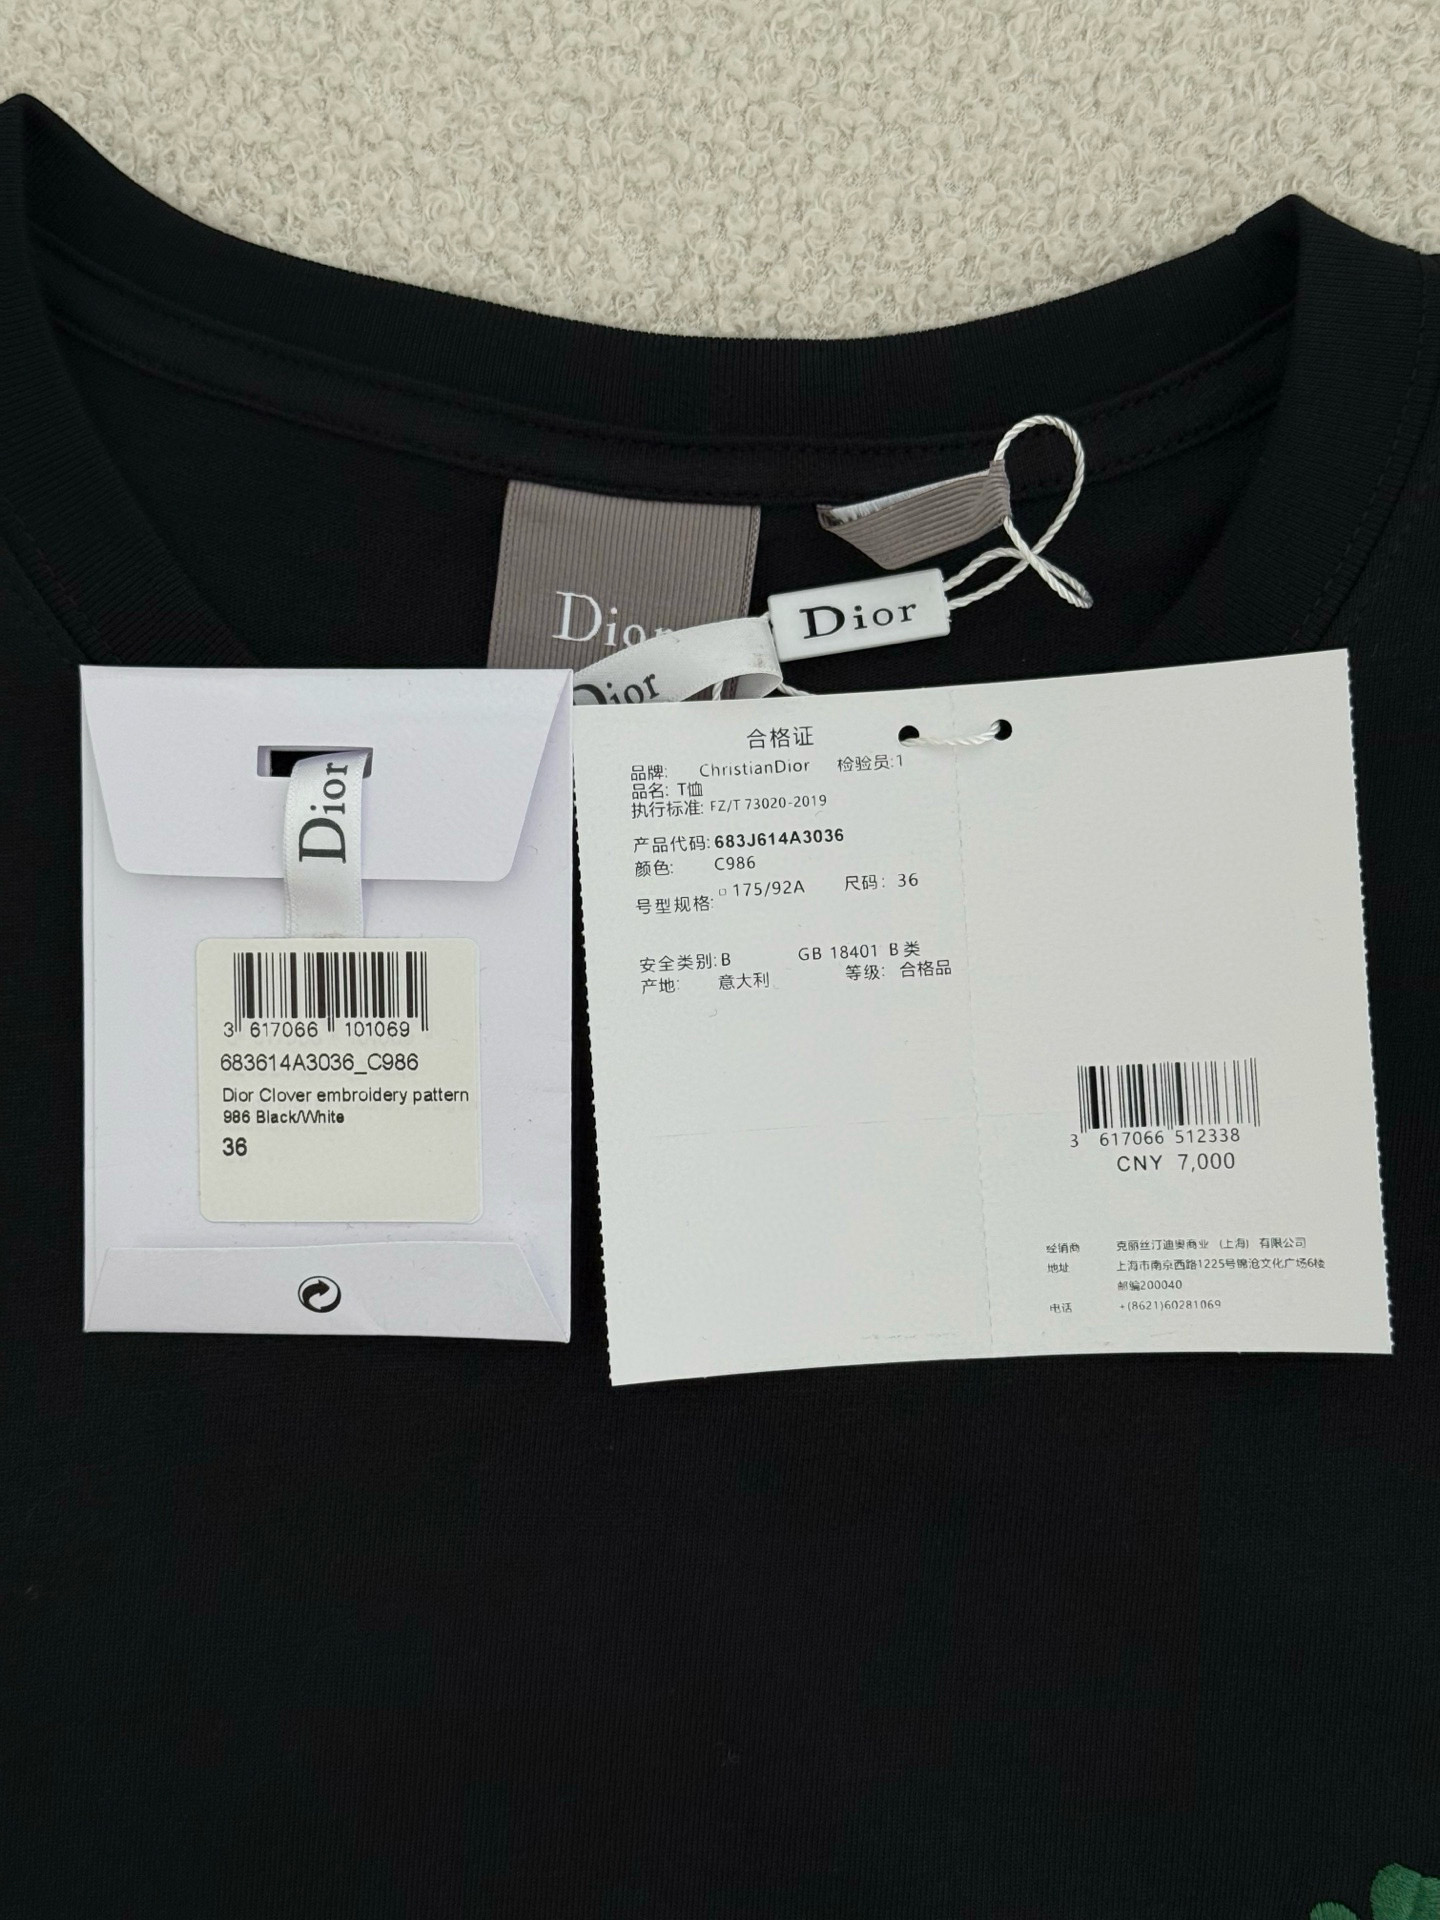 Dior
Dior
Dior
Dior
3 617066 101069
683614A3036_C986
Dior Clover embroidery pattern
986 Black/White
36
合格证
品牌: ChristianDior 检验员:1
品名: T恤
执行标准: FZ/T 73020-2019
产品代码: 683J614A3036
颜色: C986
号型规格: 175/92A 尺码: 36
安全类别: B GB 18401 B 类
产地: 意大利 等级: 合格品
3 617066 512338
CNY 7,000
经销商 克丽丝汀迪奥商业 (上海) 有限公司
地址 上海市南京西路1225号锦沧文化广场6楼
邮编200040
电话 +(8621)60281069